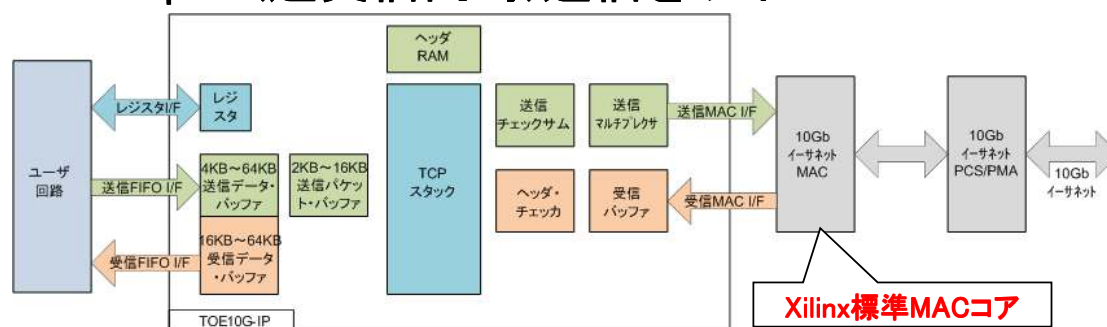 ヘッダ
RAM
ユーザ
回路
レジスタI/F
レジ
スタ
送信FIFO I/F
4KB～64KB
送信データ・
バッファ
2KB～16KB
送信パケッ
ト・バッファ
TCP
スタック
送信
チェックサム
送信
マルチプレクサ
送信MAC I/F
10Gb
イーサネット
MAC
10Gb
イーサネット
PCS/PMA
10Gb
イーサネット
受信FIFO I/F
16KB～64KB
受信データ
・バッファ
ヘッダ・
チェッカ
受信
バッファ
受信MAC I/F
Xilinx標準MACコア
TOE10G-IP